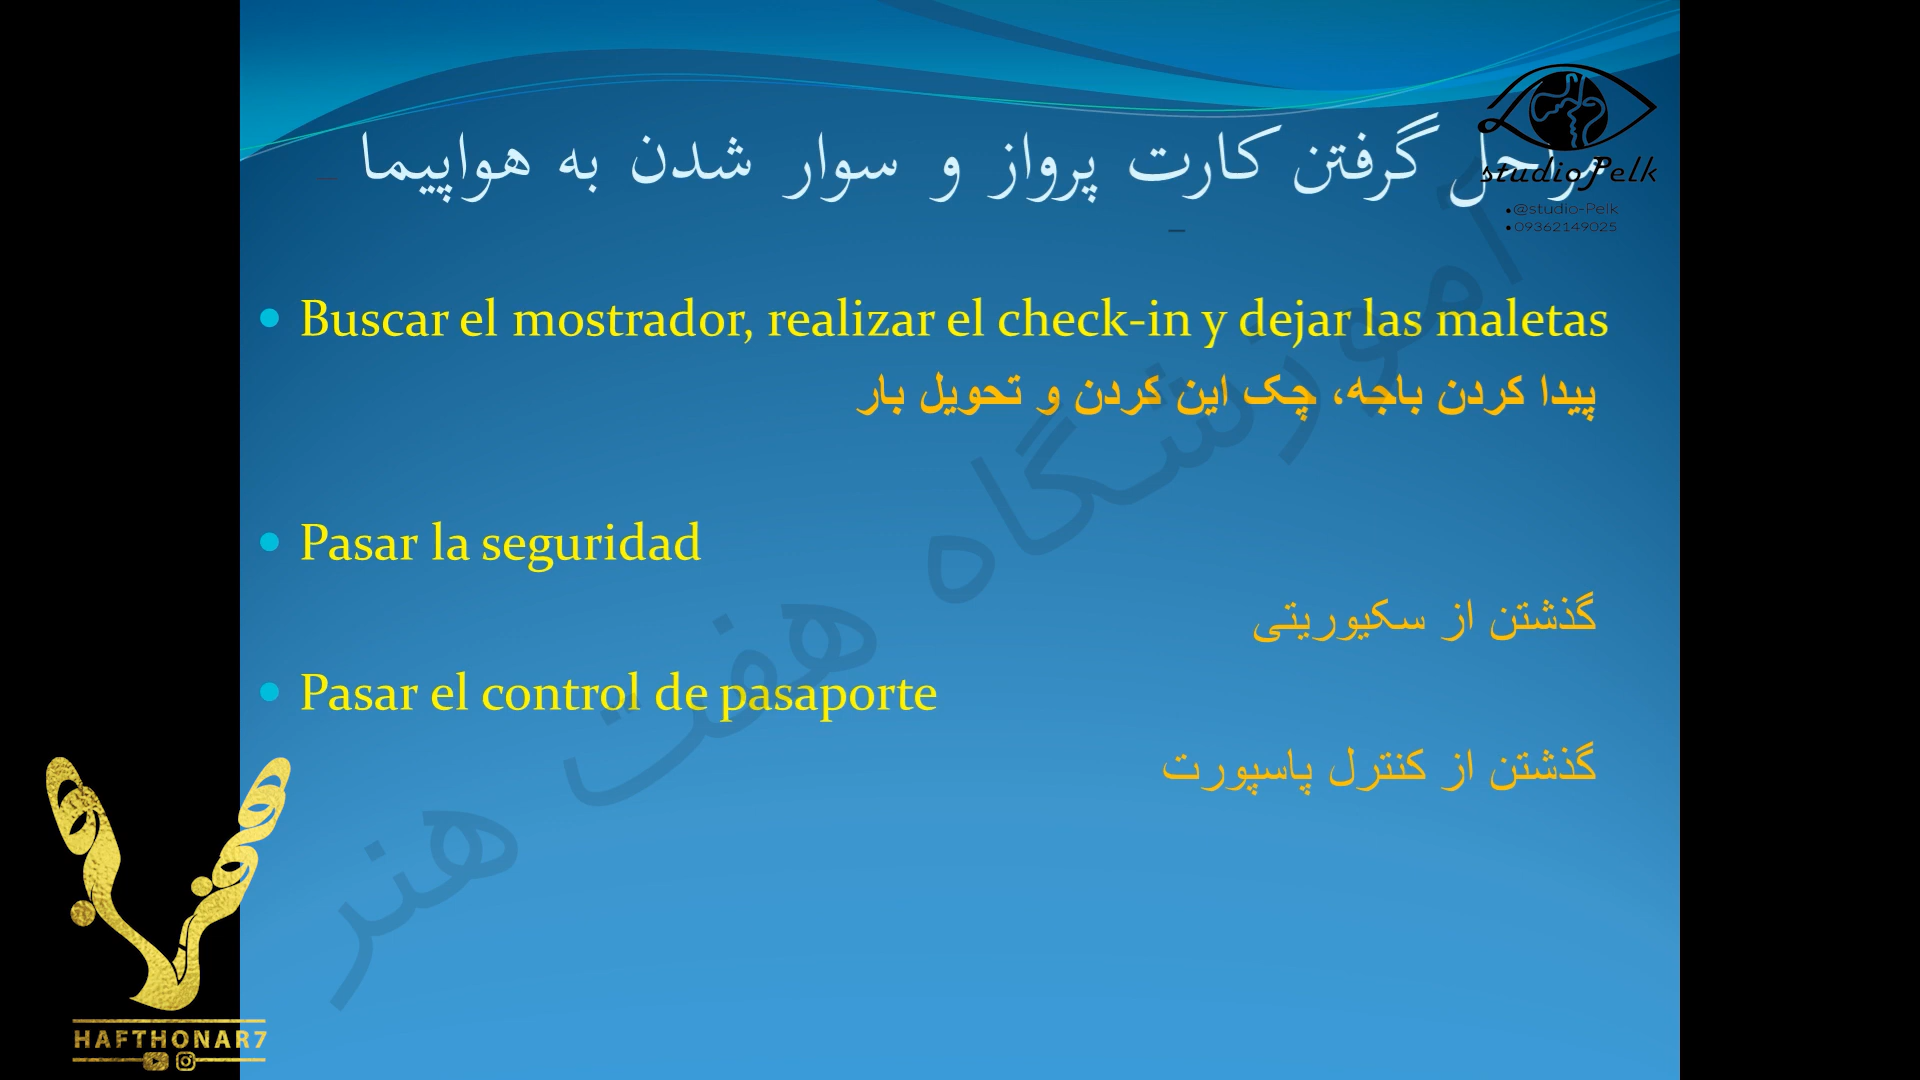 مراحل گرفتن کارت پرواز و سوار شدن به هواپیما
studioPelk
@studio-Pelk
09362149025
Buscar el mostrador, realizar el check-in y dejar las maletas
پیدا کردن باجه، چک این کردن و تحویل بار
Pasar la seguridad
گذشتن از سکیوریتی
Pasar el control de pasaporte
گذشتن از کنترل پاسپورت
آموزشگاه هفت هنر
هفت هنر
HAFTHONAR7